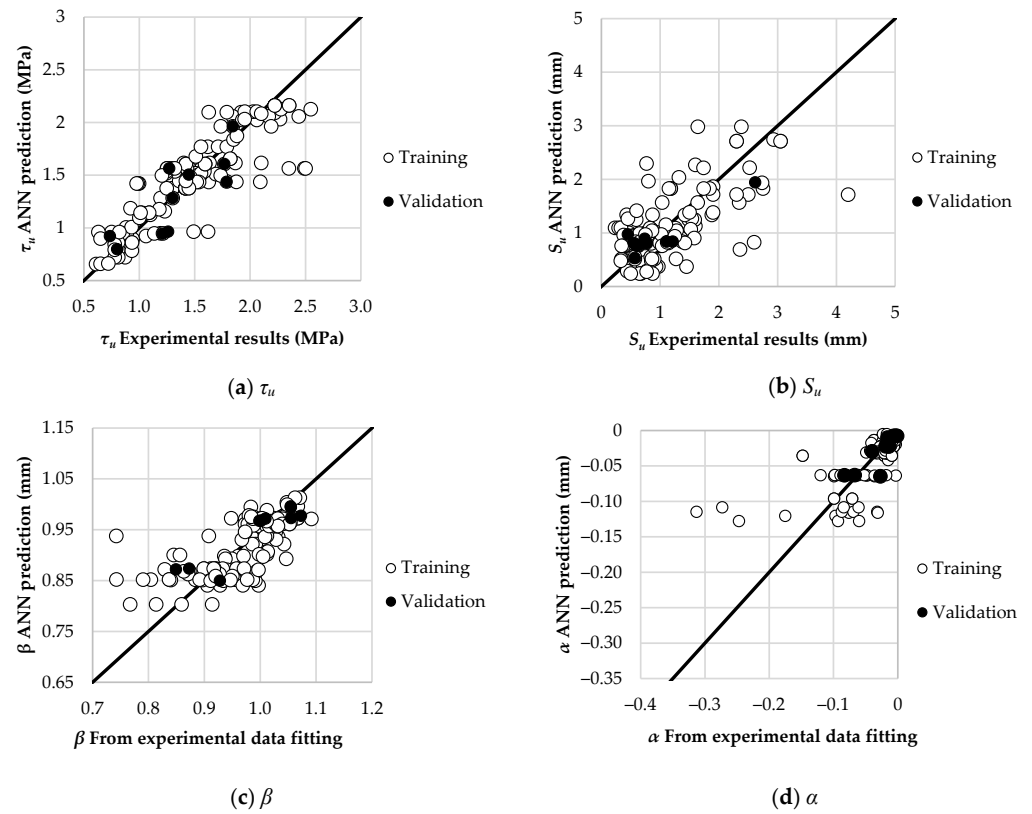 3
2.5
2
1.5
1
0.5
0.5
1.0
1.5
2.0
2.5
3.0
τu ANN prediction (MPa)
τu Experimental results (MPa)
Training
Validation
(a) τu
5
4
3
2
1
0
0
1
2
3
4
5
Su ANN prediction (mm)
Su Experimental results (mm)
Training
Validation
(b) Su
1.15
1.05
0.95
0.85
0.75
0.65
0.7
0.8
0.9
1.0
1.1
1.2
β ANN prediction (mm)
β From experimental data fitting
Training
Validation
(c) β
0
−0.05
−0.10
−0.15
−0.20
−0.25
−0.30
−0.35
−0.4
−0.3
−0.2
−0.1
0
α ANN prediction (mm)
α From experimental data fitting
Training
Validation
(d) α